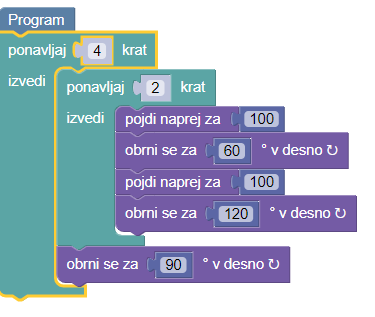 Program
ponavljaj 4 krat
izvedi ponavljaj 2 krat
izvedi pojdi naprej za 100
obrni se za 60 ° v desno ↻
pojdi naprej za 100
obrni se za 120 ° v desno ↻
obrni se za 90 ° v desno ↻